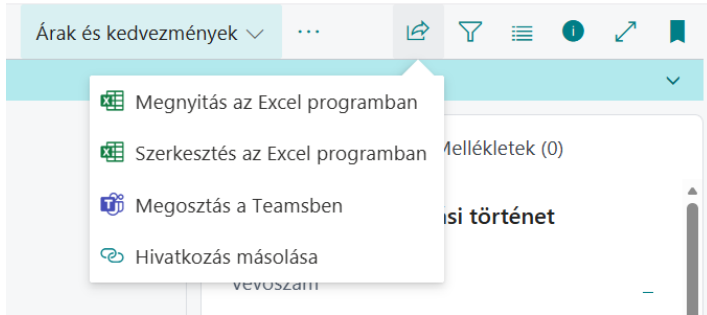 Árak és kedvezmények
Megnyitás az Excel programban
Szerkesztés az Excel programban
Mellékletek (0)
Megosztás a Teamsben
történet
Hivatkozás másolása
Vevőszám